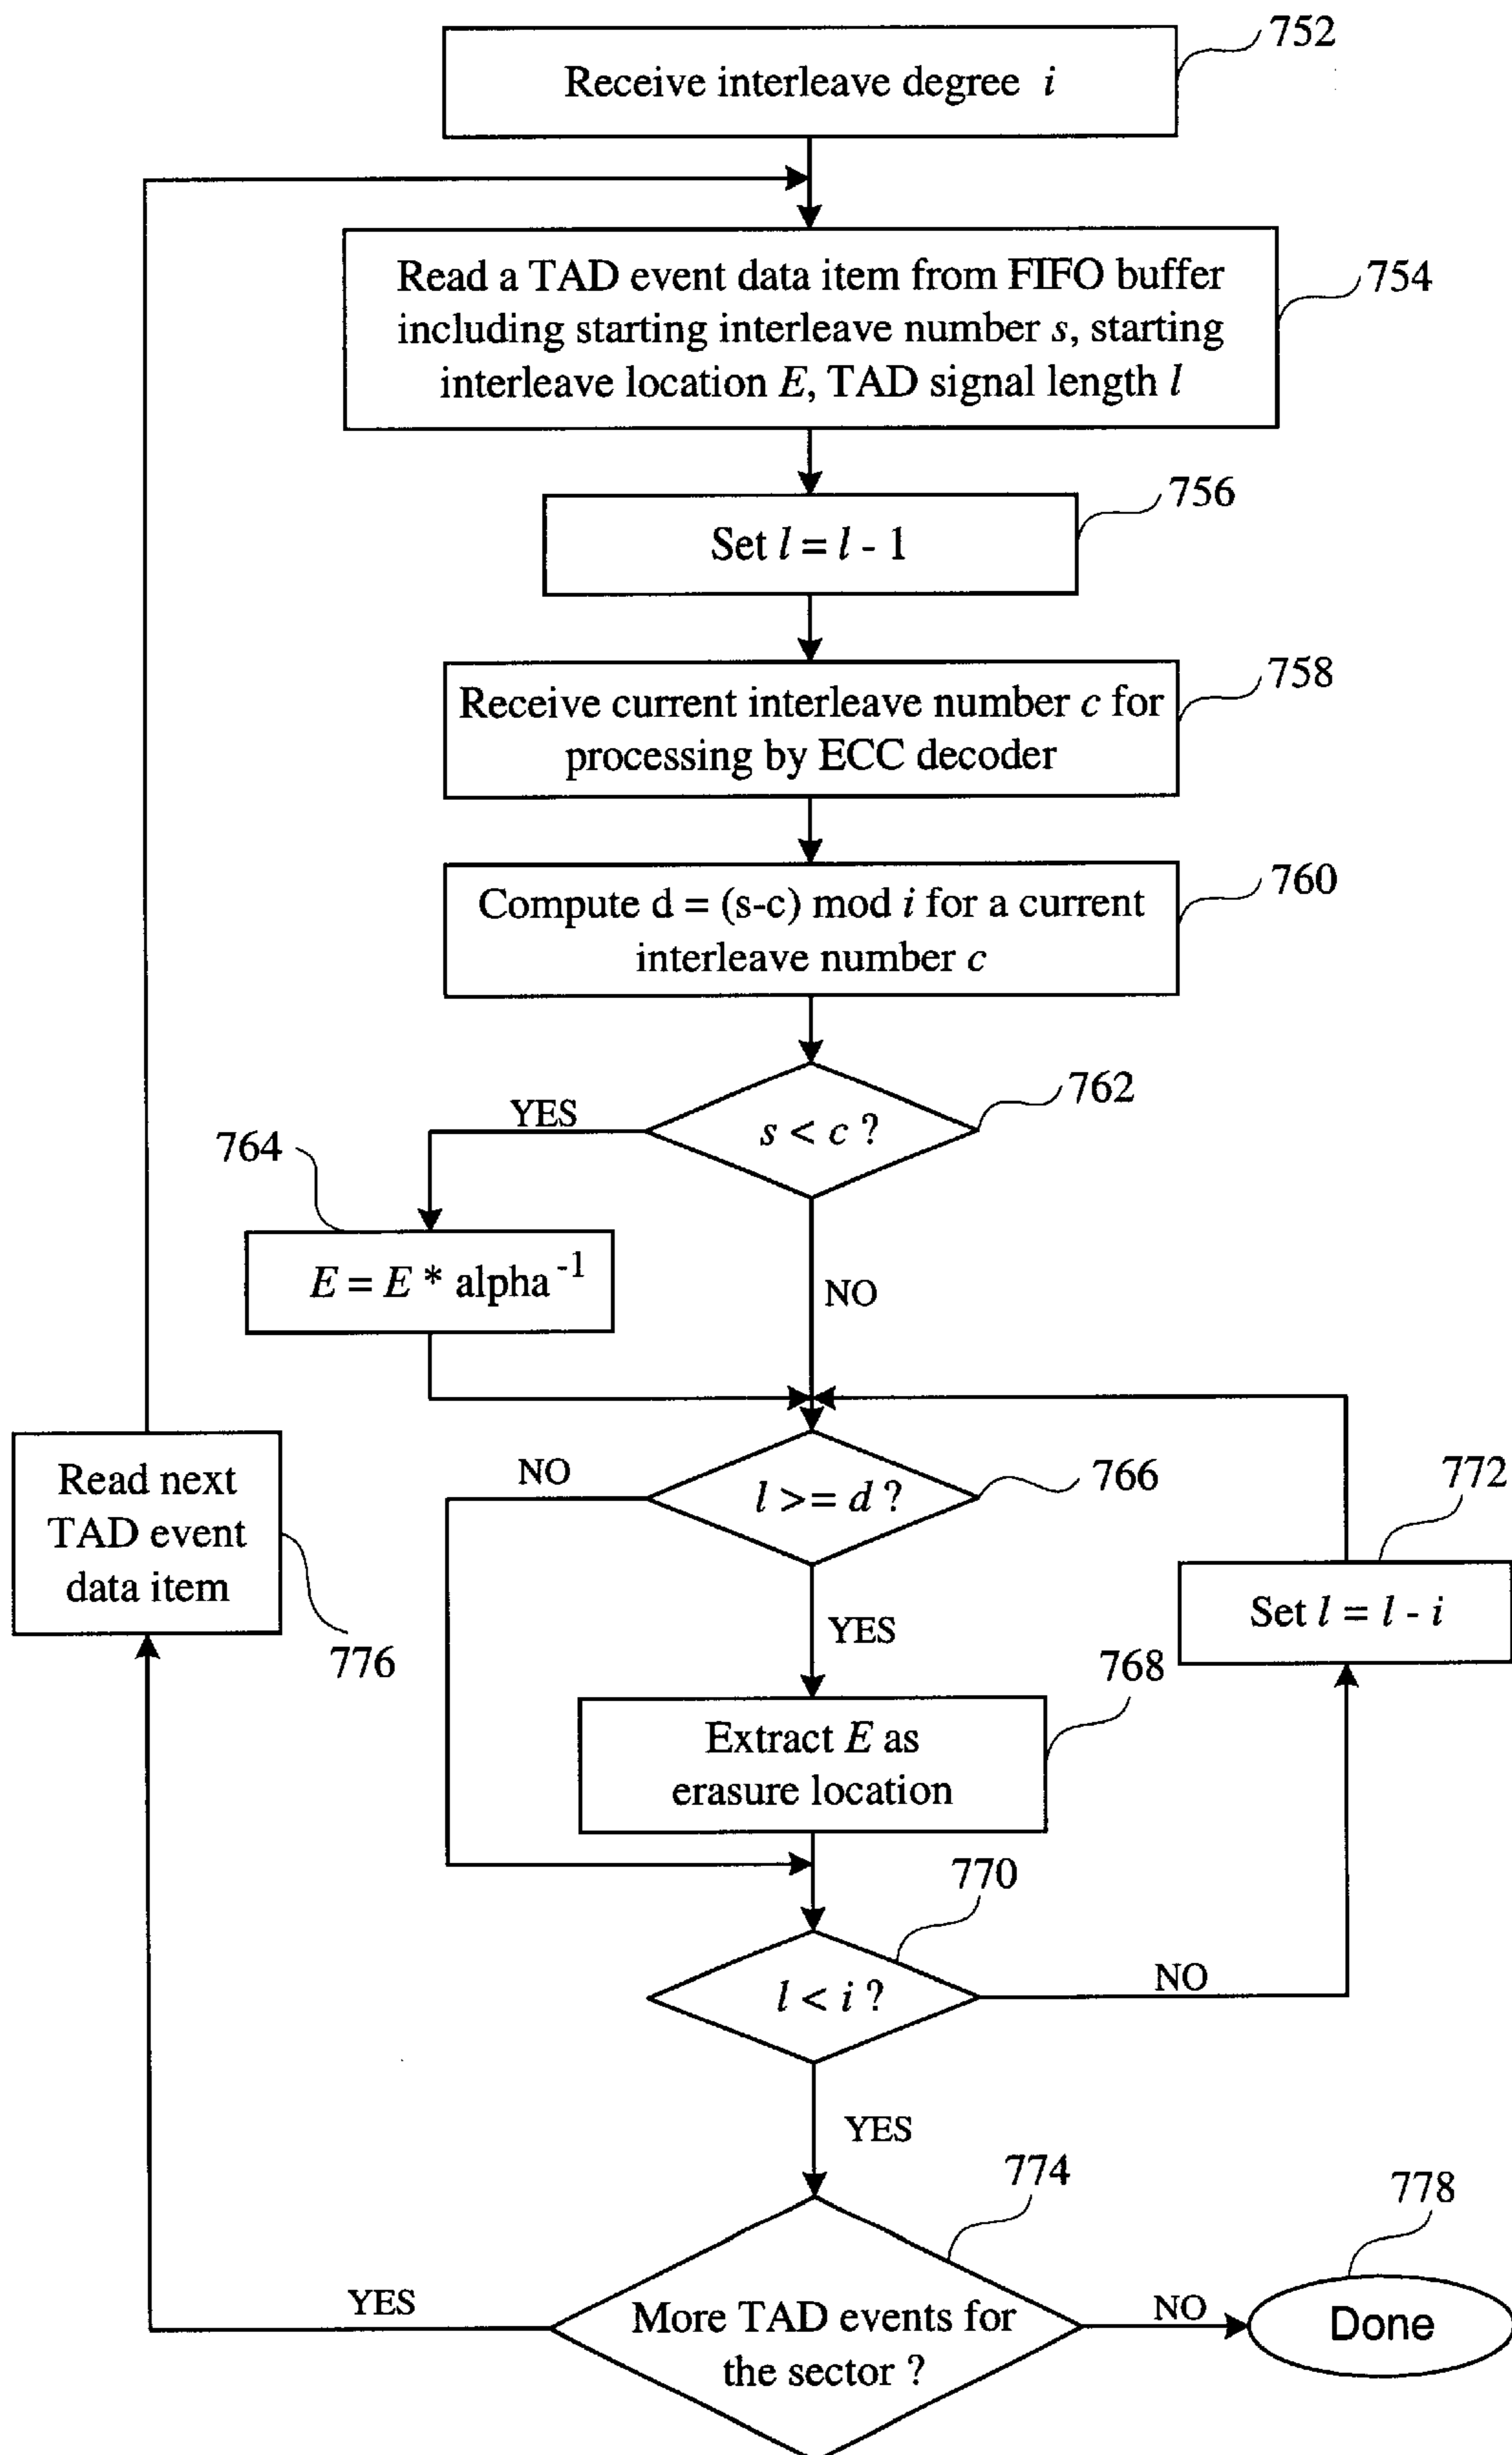 752
Receive interleave degree i
Read a TAD event data item from FIFO buffer
including starting interleave number s, starting
interleave location E, TAD signal length l
754
756
Set l = l - 1
758
Receive current interleave number c for
processing by ECC decoder
760
Compute d = (s-c) mod i for a current
interleave number c
762
YES
s < c ?
764
E = E * alpha⁻¹
NO
Read next
TAD event
data item
776
NO
l >= d ?
766
772
Set l = l - i
YES
768
Extract E as
erasure location
770
l < i ?
NO
YES
774
778
YES
More TAD events for
the sector ?
NO
Done